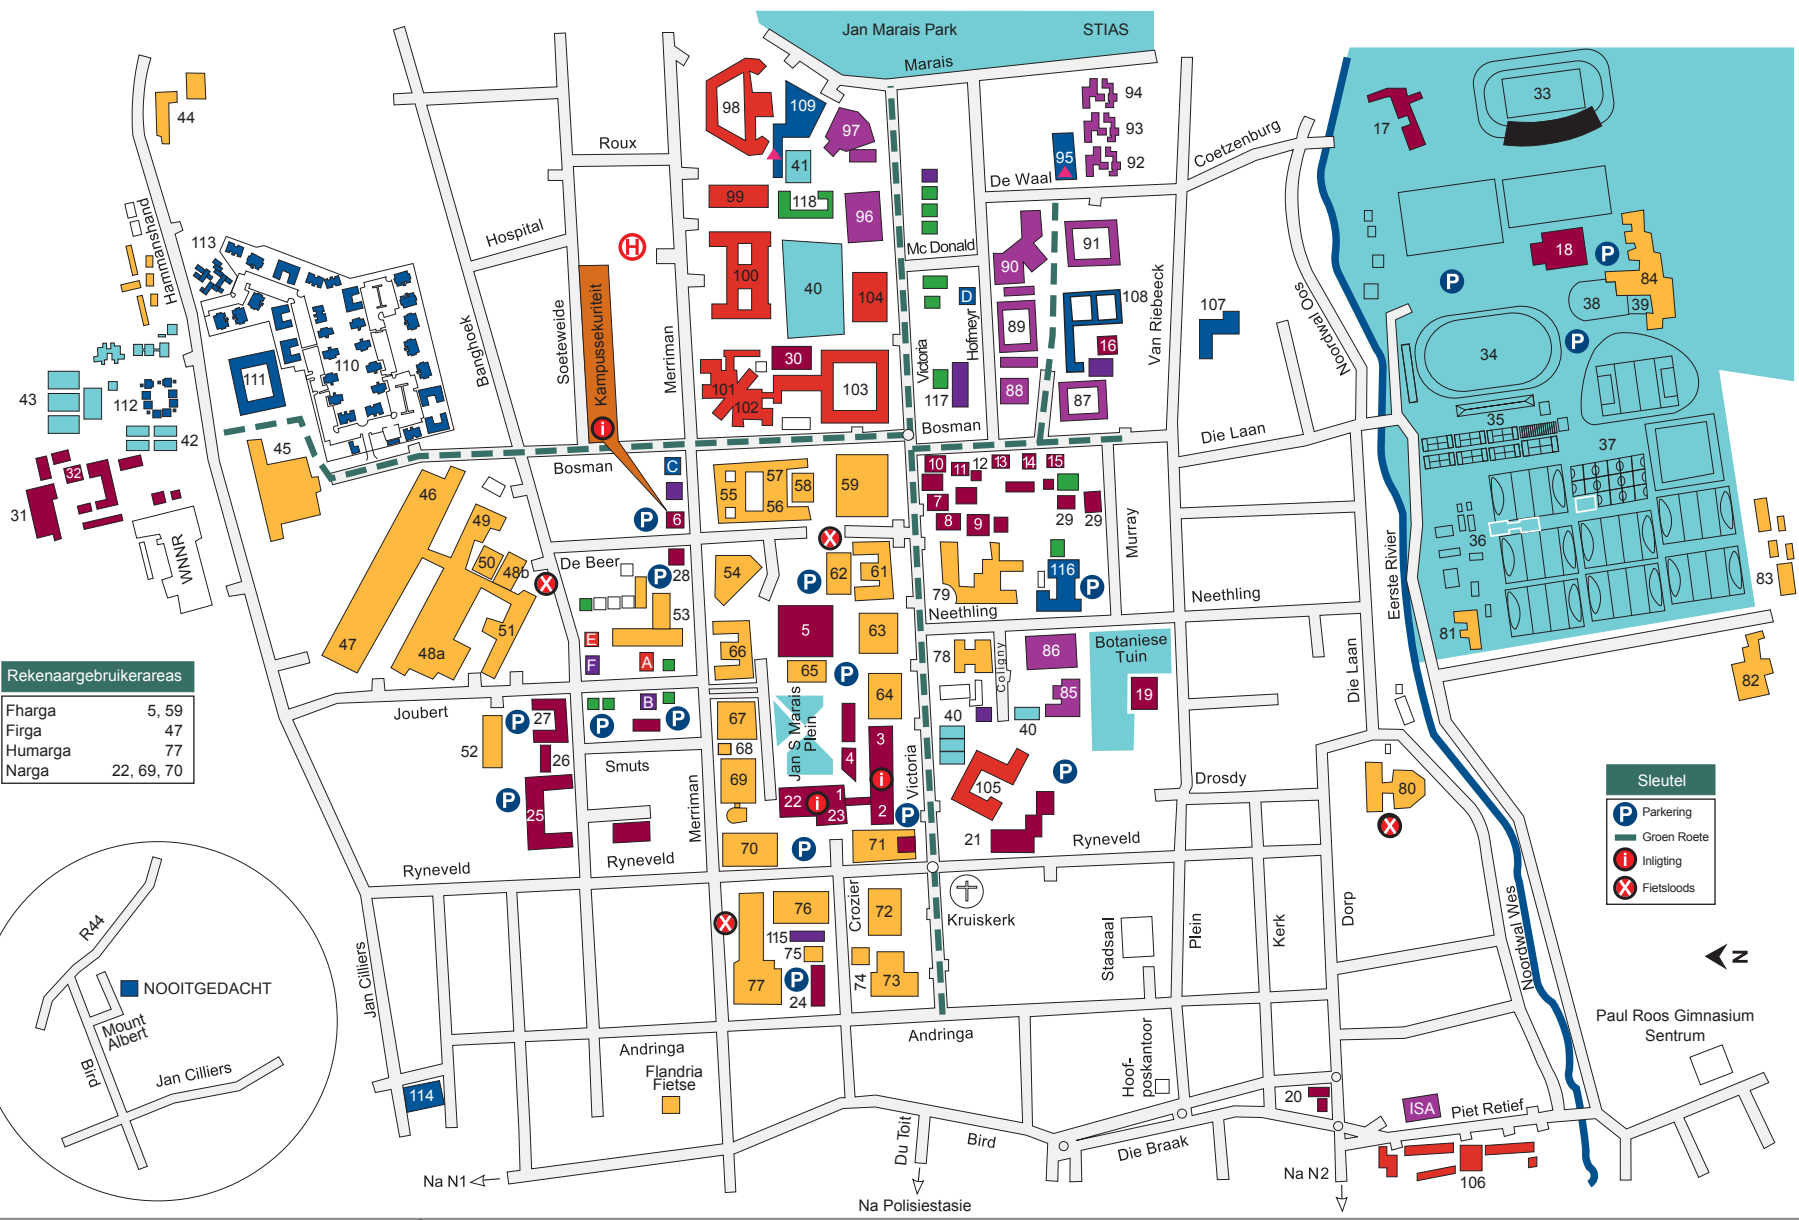 Jan Marais Park
STIAS
Marais
44
98
109
97
41
94
93
92
95
33
17
Roux
Coetzenburg
De Waal
99
118
96
Hammanshand
113
Hospital
H
Mc Donald
91
90
18
P
P
84
100
40
104
D
108
107
38
39
Kampussekuriteit
Soeteweide
Merriman
Banghoek
Victoria
Hofmeyr
89
16
Van Riebeeck
Noordwal Oos
P
34
30
111
110
101
102
103
88
87
117
43
112
42
i
Bosman
Die Laan
35
37
45
Bosman
C
57
55
56
58
59
10
11
12
13
14
15
32
31
46
7
8
9
29
29
P
6
49
X
36
WNR
50
48b
X
De Beer
P
28
54
P
62
61
79
116
P
Murray
Eerste Rivier
83
Neethling
Neethling
53
47
48a
51
E
F
A
66
5
63
65
P
78
Coligny
86
Botaniese
Tuin
81
82
Rekenaargebruikerareas
Fharga 5, 59
Firga 47
Humarga 77
Narga 22, 69, 70
Joubert
52
P
27
26
B
P
P
64
85
19
40
40
Die Laan
67
68
69
Jan S Marais
Plein
3
4
i
Smuts
P
25
22
i
1
23
2
P
Victoria
105
P
Drosdy
80
X
Sleutel
P Parkering
Groen Roete
i Inligting
X Fietsloods
Merriman
70
P
71
21
Ryneveld
Ryneveld
Ryneveld
R44
NOOITGEDACHT
Mount
Albert
Bird
Jan Cilliers
Jan Cilliers
X
76
115
75
P
77
24
Crozier
72
74
73
Kruiskerk
Stadsaal
Plein
Kerk
Dorp
Noordwal Wes
N
Paul Roos Gimnasium
Sentrum
Andringa
Andringa
Flandria
Fietse
114
Hoof-
poskantoor
20
ISA
Piet Retief
Du Toit
Bird
Die Braak
Na N1
Na N2
106
Na Polisiestasie